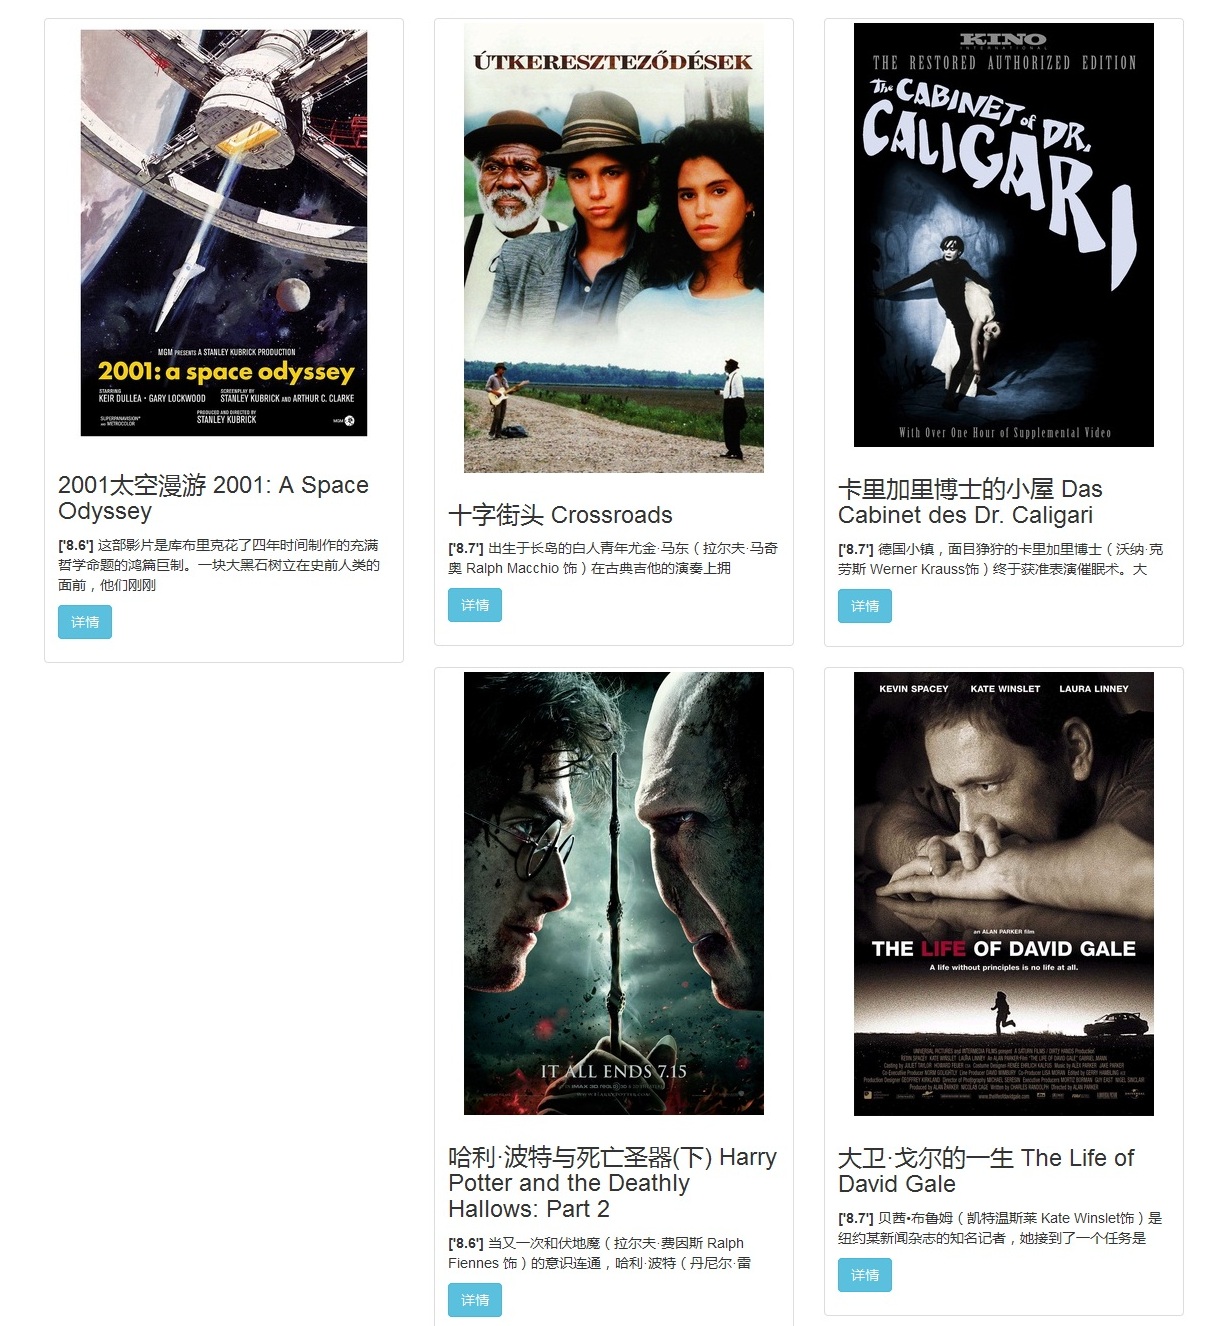 MGM PRESENTS A STANLEY KUBRICK PRODUCTION
2001: a space odyssey
STARRING
KEIR DULLEA · GARY LOCKWOOD
SCREENPLAY BY
STANLEY KUBRICK AND ARTHUR C. CLARKE
PRODUCED AND DIRECTED BY
STANLEY KUBRICK
SUPER PANAVISION®
AND METROCOLOR
MGM
2001太空漫游 2001: A Space
Odyssey
['8.6'] 这部影片是库布里克花了四年时间制作的充满
哲学命题的鸿篇巨制。一块大黑石树立在史前人类的
面前，他们刚刚
详情
ÚTKERESZTEZŐDÉSEK
十字街头 Crossroads
['8.7'] 出生于长岛的白人青年尤金·马东（拉尔夫·马奇
奥 Ralph Macchio 饰）在古典吉他的演奏上拥
详情
KINO
INTERNATIONAL
THE RESTORED AUTHORIZED EDITION
The CABINET of DR.
CALIGARI
With Over One Hour of Supplemental Video
卡里加里博士的小屋 Das
Cabinet des Dr. Caligari
['8.7'] 德国小镇，面目狰狞的卡里加里博士（沃纳·克
劳斯 Werner Krauss饰）终于获准表演催眠术。大
详情
IT ALL ENDS 7.15
哈利·波特与死亡圣器(下) Harry
Potter and the Deathly
Hallows: Part 2
['8.6'] 当又一次和伏地魔（拉尔夫·费因斯 Ralph
Fiennes 饰）的意识连通，哈利·波特（丹尼尔·雷
详情
KEVIN SPACEY KATE WINSLET LAURA LINNEY
an ALAN PARKER film
THE LIFE OF DAVID GALE
A life without principles is no life at all.
大卫·戈尔的一生 The Life of
David Gale
['8.7'] 贝茜•布鲁姆（凯特温斯莱 Kate Winslet饰）是
纽约某新闻杂志的知名记者，她接到了一个任务是
详情